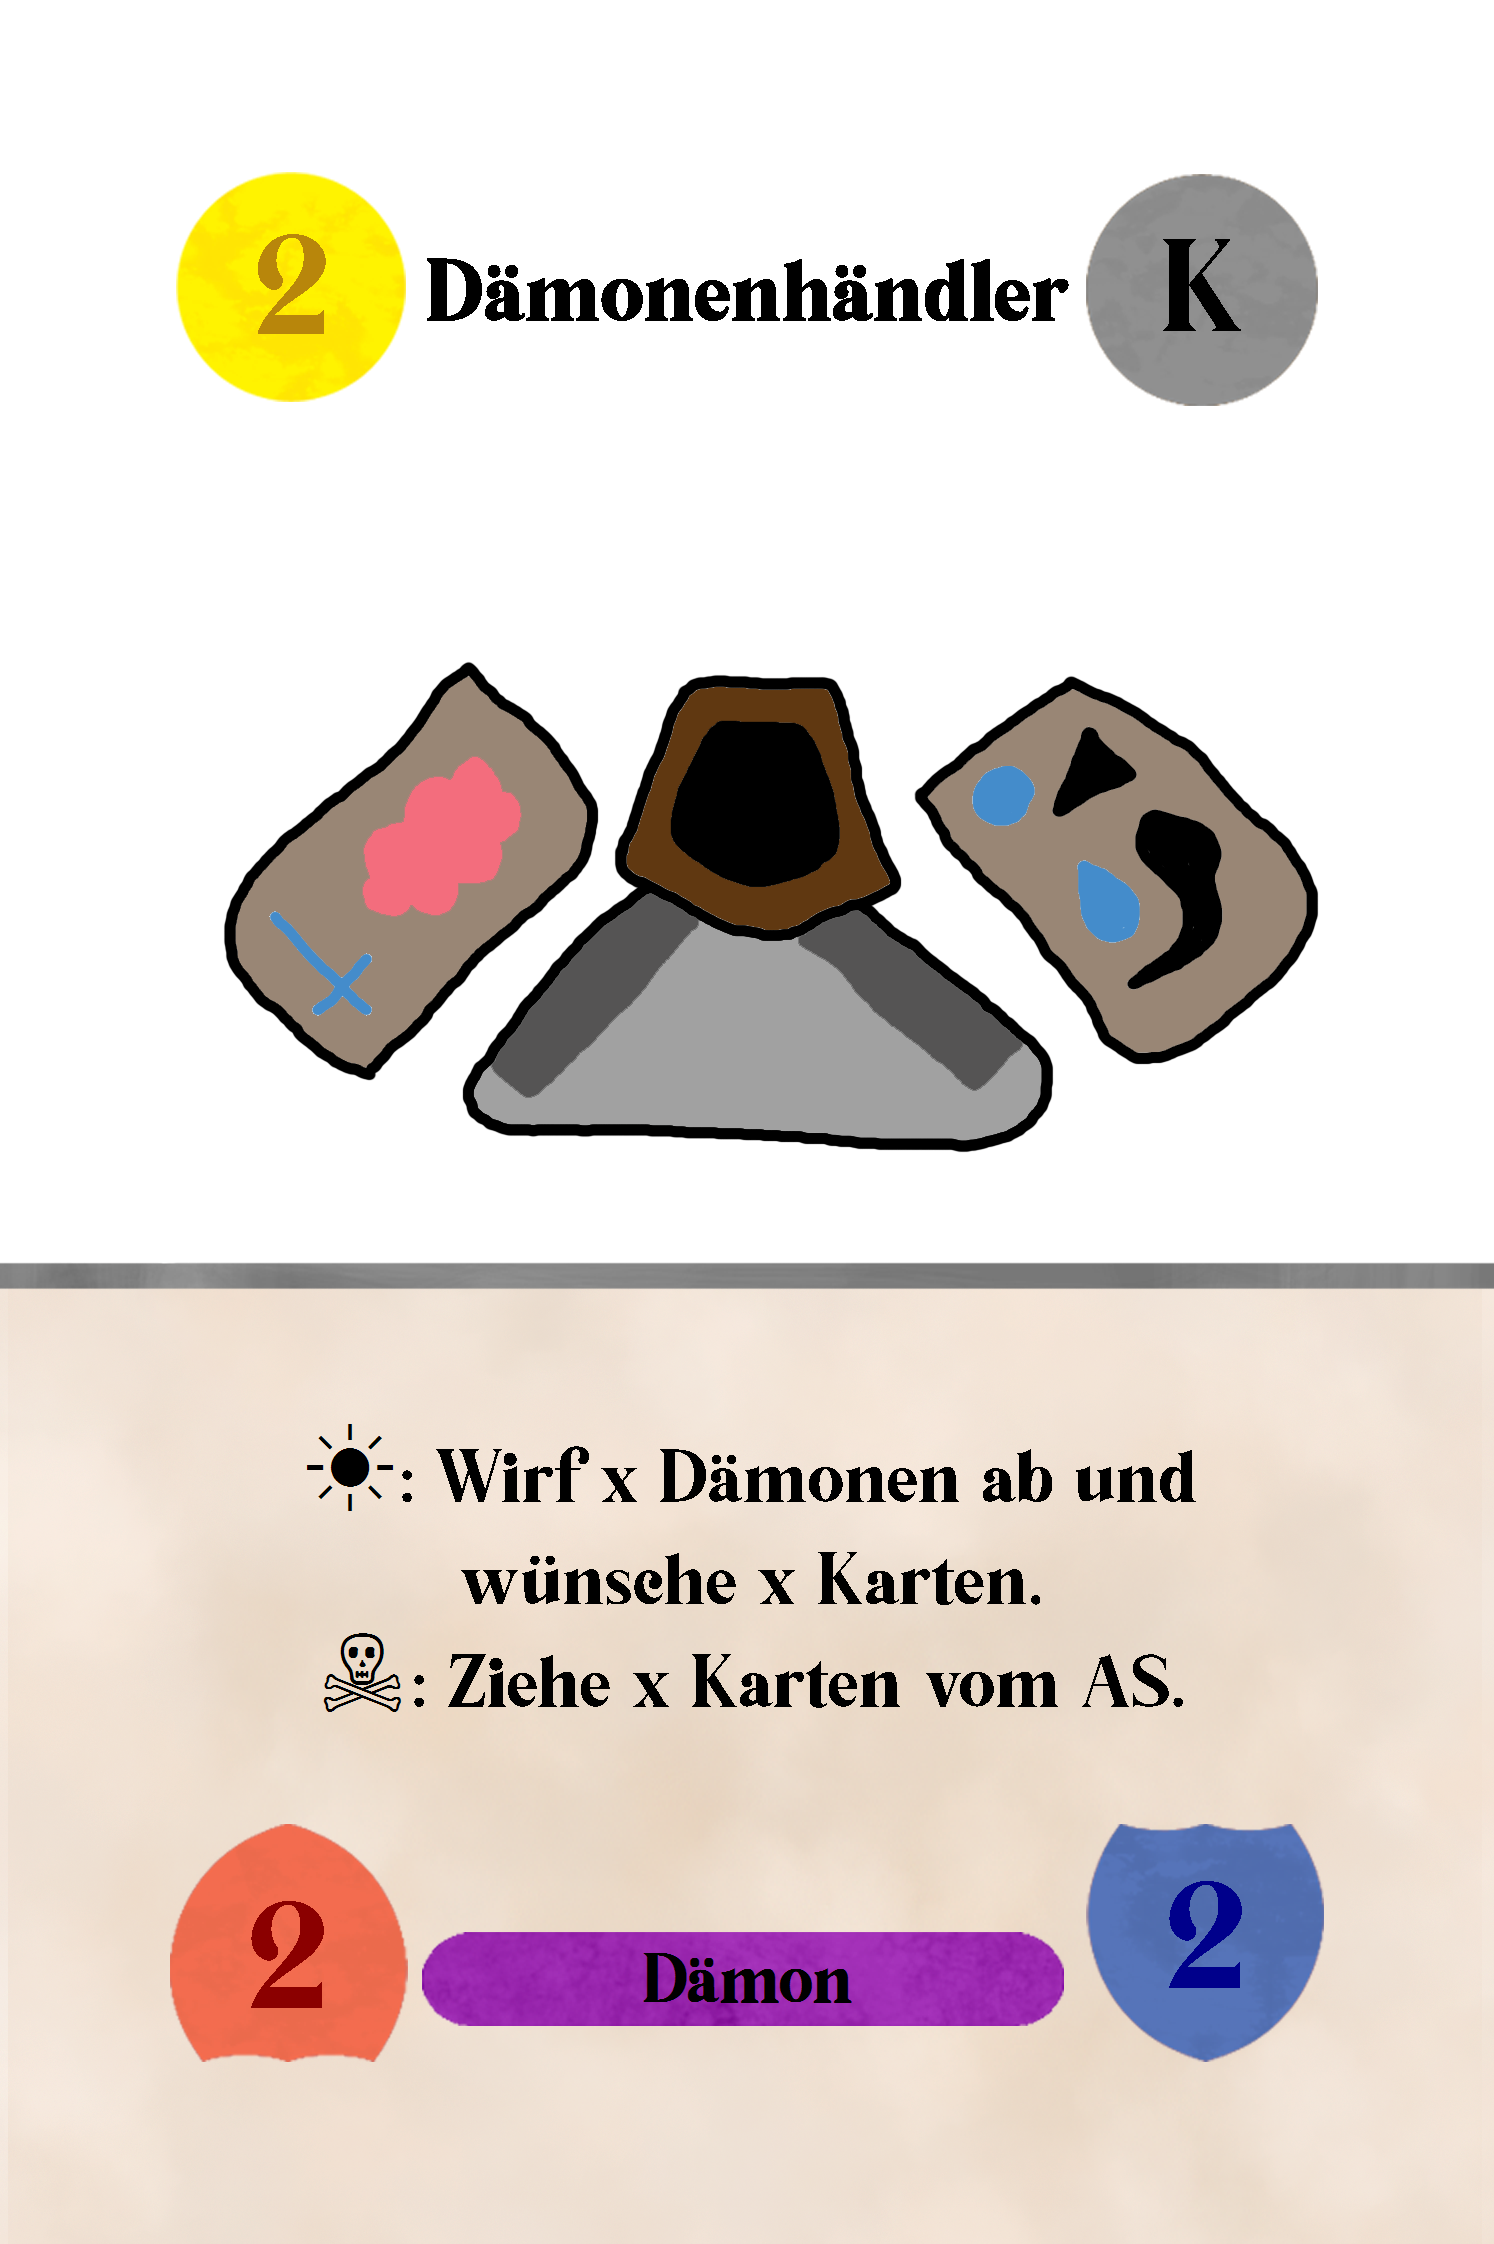 2 Dämonenhändler K
☀: Wirf x Dämonen ab und
wünsche x Karten.
☠: Ziehe x Karten vom AS.
2 Dämon 2